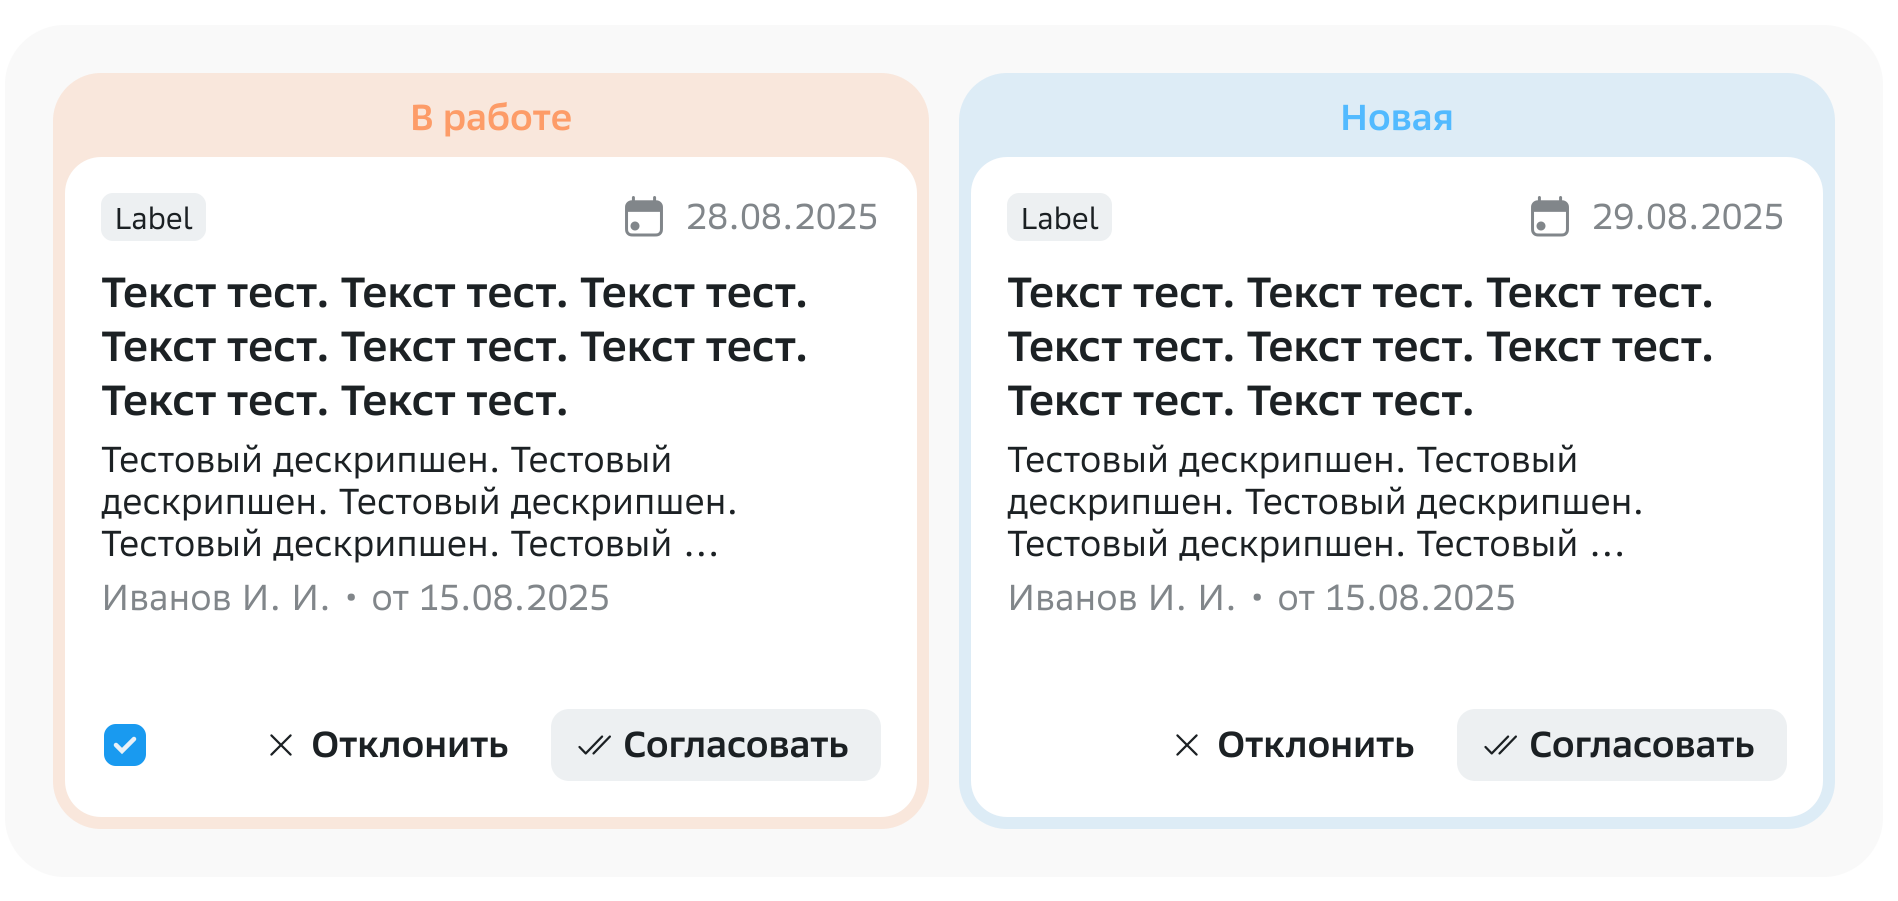 В работе
Label
28.08.2025
Текст тест. Текст тест. Текст тест.
Текст тест. Текст тест. Текст тест.
Текст тест. Текст тест.
Тестовый дескрипшен. Тестовый
дескрипшен. Тестовый дескрипшен.
Тестовый дескрипшен. Тестовый ...
Иванов И. И. • от 15.08.2025
Отклонить
Согласовать
Новая
Label
29.08.2025
Текст тест. Текст тест. Текст тест.
Текст тест. Текст тест. Текст тест.
Текст тест. Текст тест.
Тестовый дескрипшен. Тестовый
дескрипшен. Тестовый дескрипшен.
Тестовый дескрипшен. Тестовый ...
Иванов И. И. • от 15.08.2025
Отклонить
Согласовать